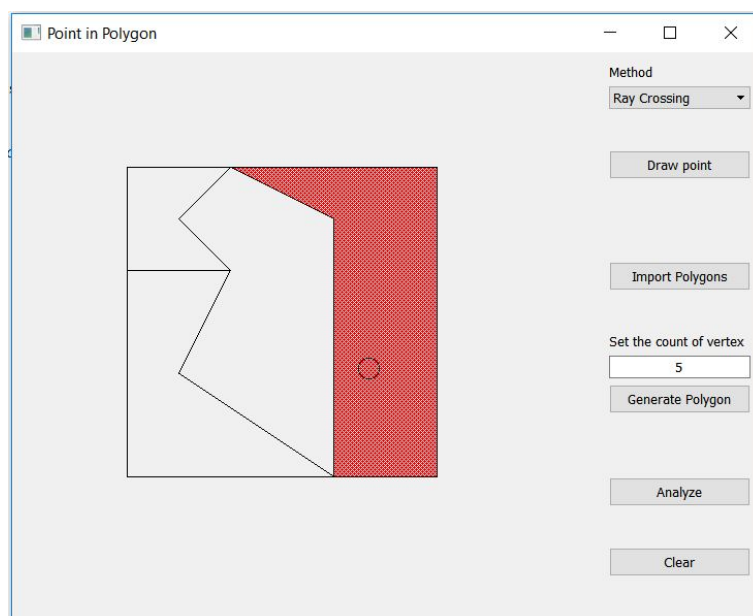 Point in Polygon
Method
Ray Crossing
Draw point
Import Polygons
Set the count of vertex
5
Generate Polygon
Analyze
Clear